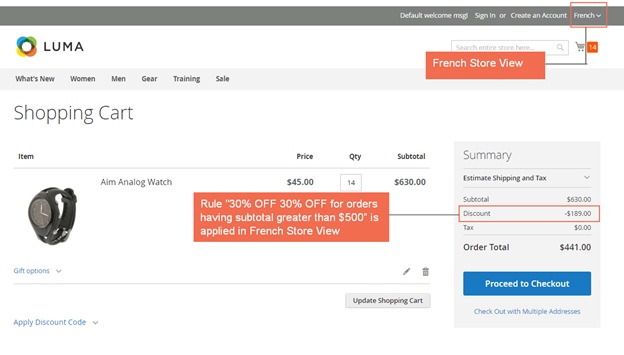 Default welcome msg! Sign In or Create an Account French
LUMA
Search entire store here...
14
French Store View
What's New Women Men Gear Training Sale
Shopping Cart
Item Price Qty Subtotal
Aim Analog Watch $45.00 14 $630.00
Rule "30% OFF 30% OFF for orders
having subtotal greater than $500" is
applied in French Store View
Gift options
Update Shopping Cart
Apply Discount Code
Summary
Estimate Shipping and Tax
Subtotal $630.00
Discount -$189.00
Tax $0.00
Order Total $441.00
Proceed to Checkout
Check Out with Multiple Addresses